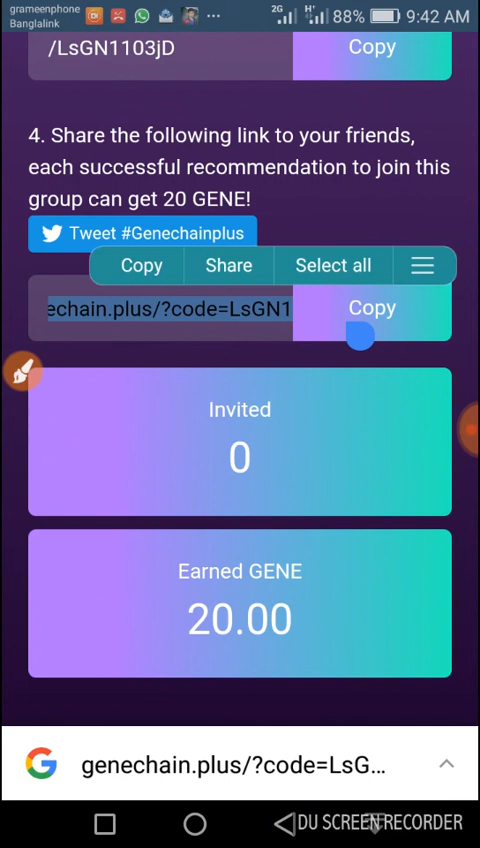 grameenphone
Banglalink
2G
H+
88%
9:42 AM
/LsGN1103jD
Copy
4. Share the following link to your friends,
each successful recommendation to join this
group can get 20 GENE!
Tweet #Genechainplus
Copy
Share
Select all
echain.plus/?code=LsGN1
Copy
Invited
0
Earned GENE
20.00
genechain.plus/?code=LsG...
DU SCREEN RECORDER